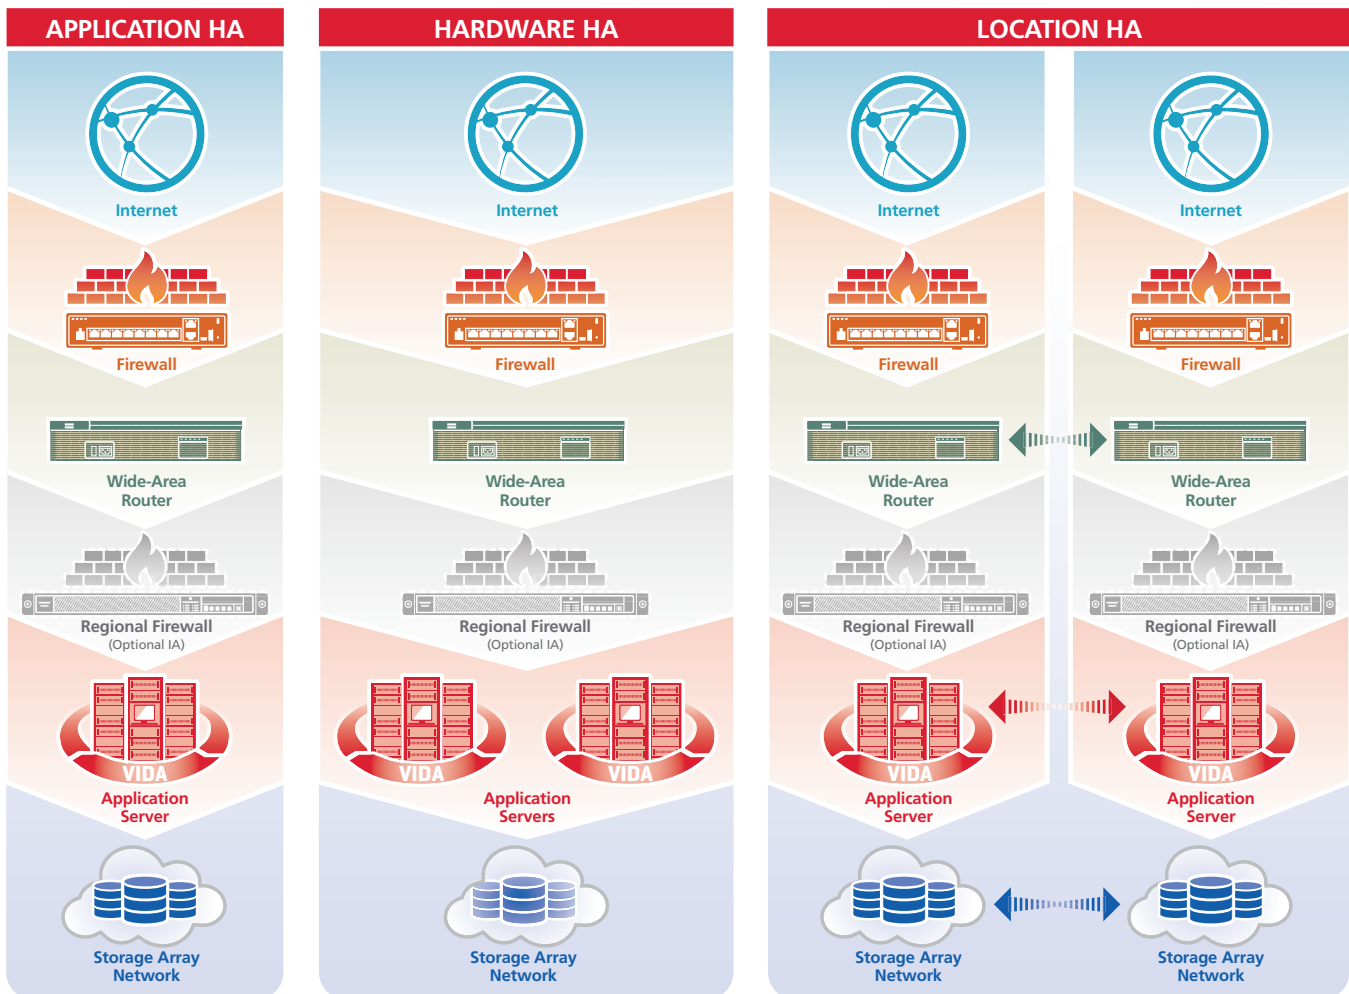 APPLICATION HA
Internet
Firewall
Wide-Area
Router
Regional Firewall
(Optional IA)
VIDA
Application
Server
Storage Array
Network
HARDWARE HA
Internet
Firewall
Wide-Area
Router
Regional Firewall
(Optional IA)
VIDA
VIDA
Application
Servers
Storage Array
Network
LOCATION HA
Internet
Firewall
Wide-Area
Router
Regional Firewall
(Optional IA)
VIDA
Application
Server
Storage Array
Network
Internet
Firewall
Wide-Area
Router
Regional Firewall
(Optional IA)
VIDA
Application
Server
Storage Array
Network